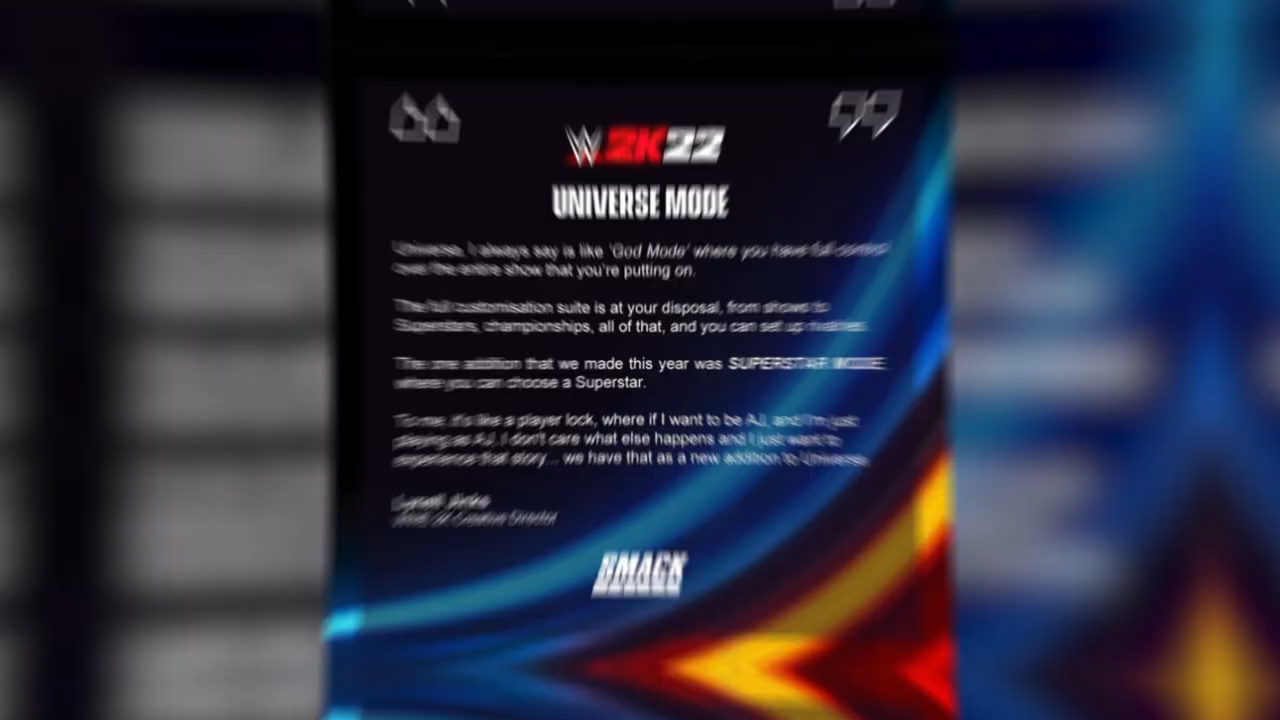 W 2K22
UNIVERSE MODE
Universe, I always say is like 'God Mode' where you have full control
over the entire show that you're putting on.
The full customisation suite is at your disposal, from shows to
Superstars, championships, all of that, and you can set up rivalries.
The one addition that we made this year was SUPERSTAR MODE
where you can choose a Superstar.
To me, it's like a player lock, where if I want to be AJ, and I'm just
playing as AJ, I don't care what else happens and I just want to
experience that story... we have that as a new addition to Universe.
Creative Director